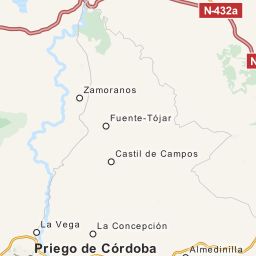 N-432a
N
Zamoranos
Fuente-Tójar
Castil de Campos
La Vega
La Concepción
Priego de Córdoba
Almedinilla